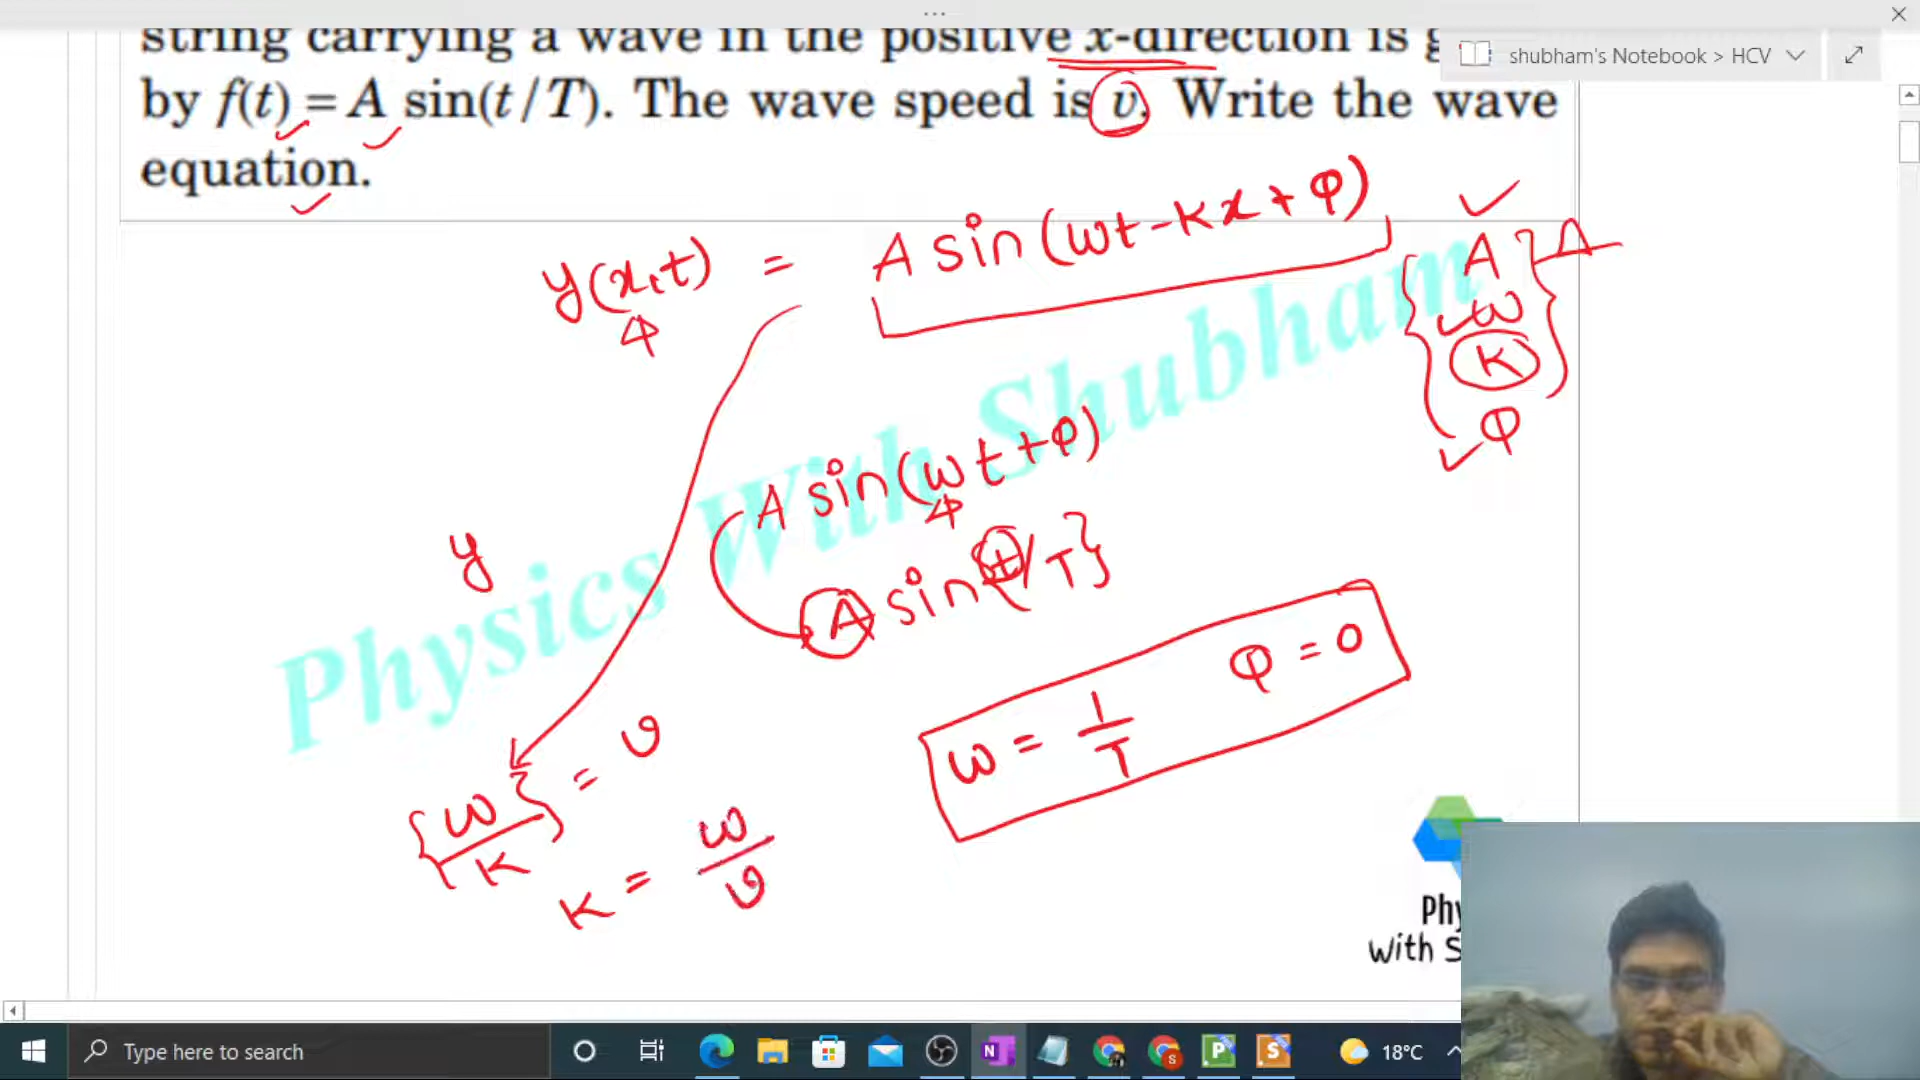 string carrying a wave in the positive x-direction is g
shubham's Notebook > HCV
by f(t) = A sin(t/T). The wave speed is v. Write the wave
equation.
y(x,t) = A sin(ωt-kx+φ)
A
A
ω
K
φ
A sin(ωt+φ)
y
A sin{t/T}
Physics With Shubham
φ = 0
ω = 1/T
{ω/K} = v
K = ω/v
Phy
With S
Type here to search
18°C